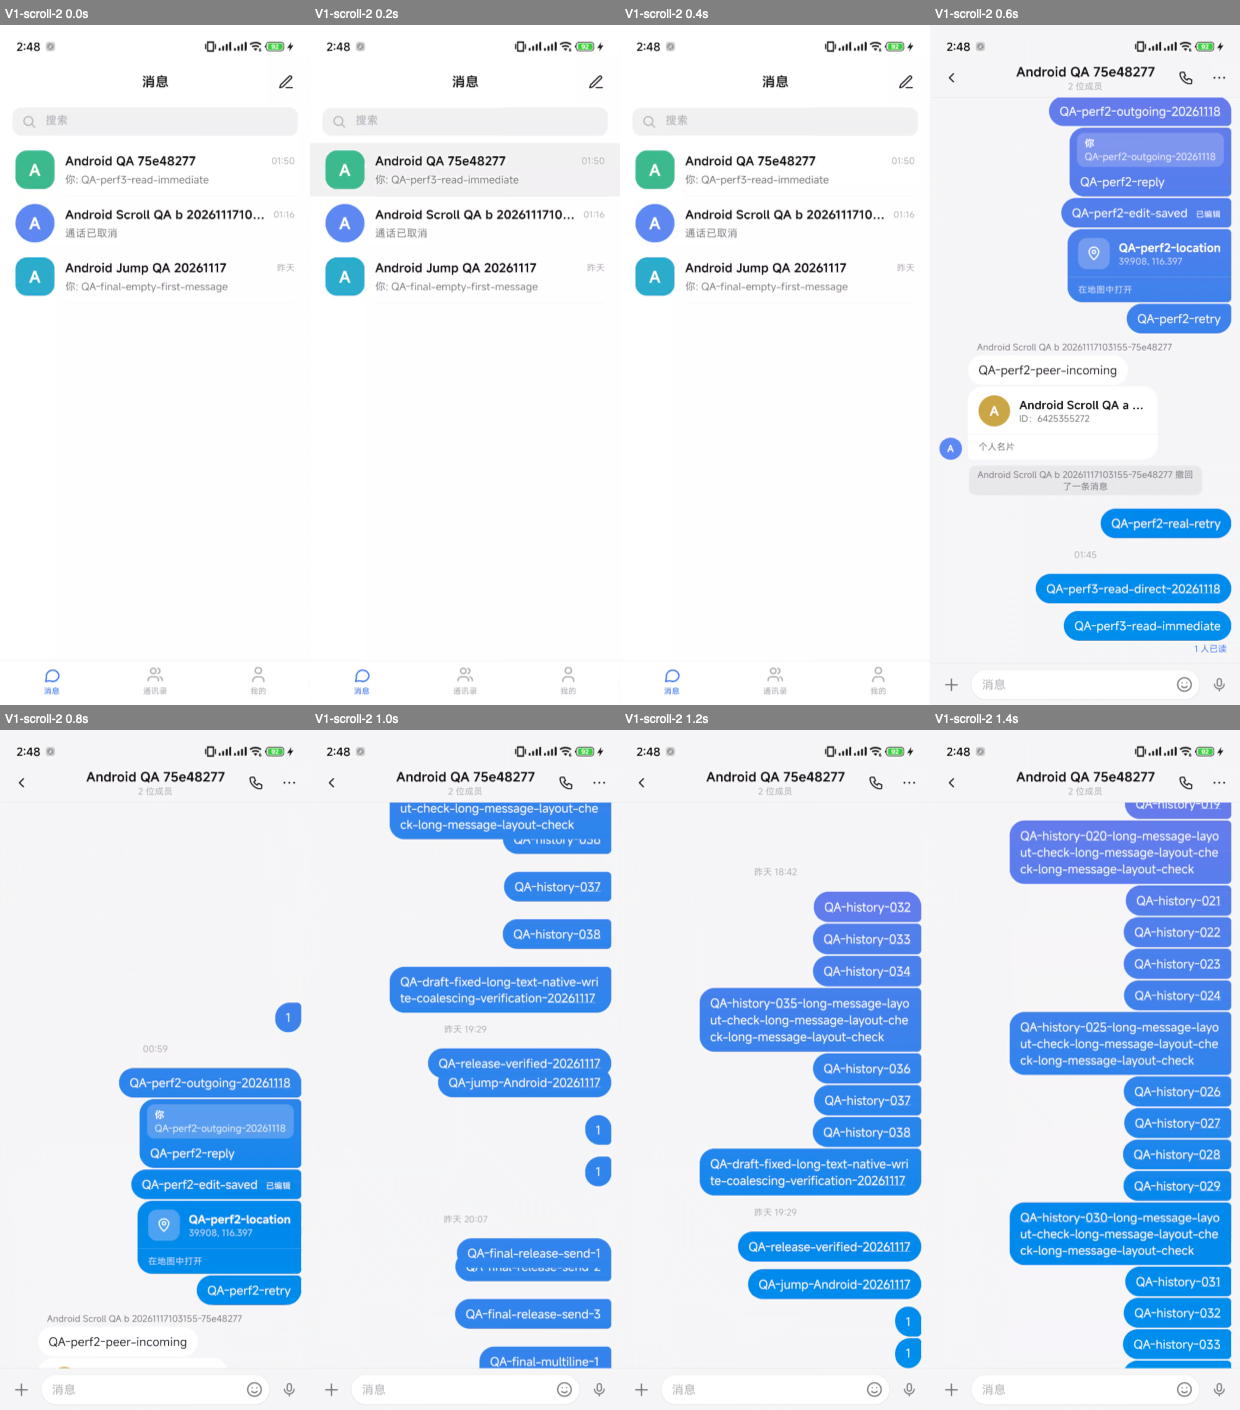 V1-scroll-2 0.0s
2:48
92
消息
搜索
Android QA 75e48277
01:50
你: QA-perf3-read-immediate
Android Scroll QA b 2026111710...
01:16
通话已取消
Android Jump QA 20261117
昨天
你: QA-final-empty-first-message
消息
通讯录
我的
V1-scroll-2 0.2s
2:48
92
消息
搜索
Android QA 75e48277
01:50
你: QA-perf3-read-immediate
Android Scroll QA b 2026111710...
01:16
通话已取消
Android Jump QA 20261117
昨天
你: QA-final-empty-first-message
消息
通讯录
我的
V1-scroll-2 0.4s
2:48
92
消息
搜索
Android QA 75e48277
01:50
你: QA-perf3-read-immediate
Android Scroll QA b 2026111710...
01:16
通话已取消
Android Jump QA 20261117
昨天
你: QA-final-empty-first-message
消息
通讯录
我的
V1-scroll-2 0.6s
2:48
92
Android QA 75e48277
2 位成员
QA-perf2-outgoing-20261118
你
QA-perf2-outgoing-20261118
QA-perf2-reply
QA-perf2-edit-saved 已编辑
QA-perf2-location
39.908, 116.397
在地图中打开
QA-perf2-retry
Android Scroll QA b 20261117103155-75e48277
QA-perf2-peer-incoming
A
Android Scroll QA a ...
ID: 6425355272
个人名片
A
Android Scroll QA b 20261117103155-75e48277 撤回
了一条消息
QA-perf2-real-retry
01:45
QA-perf3-read-direct-20261118
QA-perf3-read-immediate
1 人已读
消息
V1-scroll-2 0.8s
2:48
92
Android QA 75e48277
2 位成员
1
00:59
QA-perf2-outgoing-20261118
你
QA-perf2-outgoing-20261118
QA-perf2-reply
QA-perf2-edit-saved 已编辑
QA-perf2-location
39.908, 116.397
在地图中打开
QA-perf2-retry
Android Scroll QA b 20261117103155-75e48277
QA-perf2-peer-incoming
消息
V1-scroll-2 1.0s
2:48
92
Android QA 75e48277
2 位成员
ut-check-long-message-layout-che
ck-long-message-layout-check
QA-history-036
QA-history-037
QA-history-038
QA-draft-fixed-long-text-native-wri
te-coalescing-verification-20261117
昨天 19:29
QA-release-verified-20261117
QA-jump-Android-20261117
1
1
昨天 20:07
QA-final-release-send-1
QA-final-release-send-2
QA-final-release-send-3
QA-final-multiline-1
消息
V1-scroll-2 1.2s
2:48
92
Android QA 75e48277
2 位成员
昨天 18:42
QA-history-032
QA-history-033
QA-history-034
QA-history-035-long-message-layo
ut-check-long-message-layout-che
ck-long-message-layout-check
QA-history-036
QA-history-037
QA-history-038
QA-draft-fixed-long-text-native-wri
te-coalescing-verification-20261117
昨天 19:29
QA-release-verified-20261117
QA-jump-Android-20261117
1
1
消息
V1-scroll-2 1.4s
2:48
92
Android QA 75e48277
2 位成员
QA-history-019
QA-history-020-long-message-layo
ut-check-long-message-layout-che
ck-long-message-layout-check
QA-history-021
QA-history-022
QA-history-023
QA-history-024
QA-history-025-long-message-layo
ut-check-long-message-layout-che
ck-long-message-layout-check
QA-history-026
QA-history-027
QA-history-028
QA-history-029
QA-history-030-long-message-layo
ut-check-long-message-layout-che
ck-long-message-layout-check
QA-history-031
QA-history-032
QA-history-033
消息